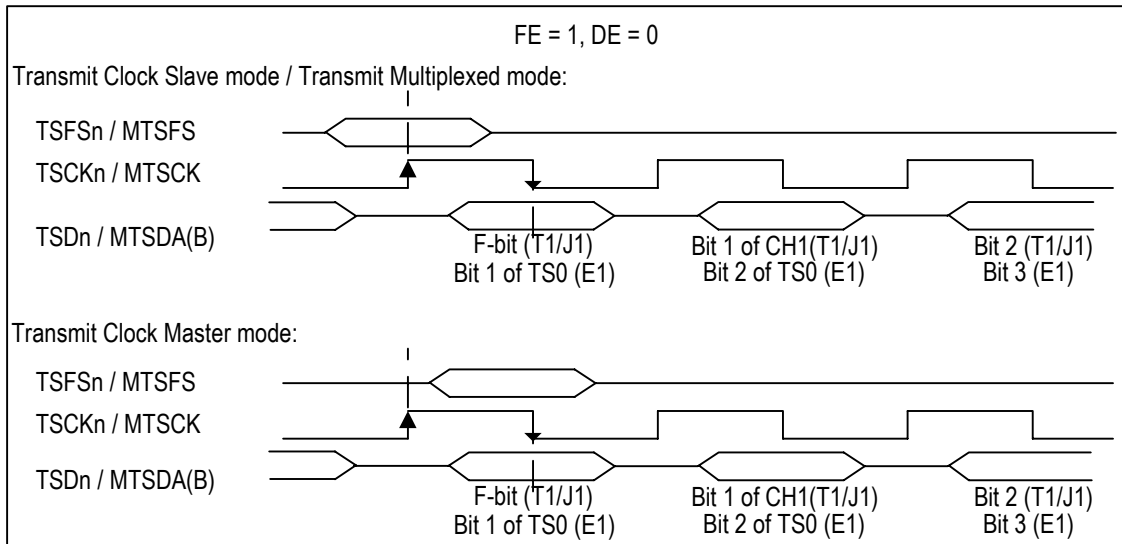 FE = 1, DE = 0
Transmit Clock Slave mode / Transmit Multiplexed mode:
TSFSn / MTSFS
TSCKn / MTSCK
TSDn / MTSDA(B)
F-bit (T1/J1) Bit 1 of CH1(T1/J1) Bit 2 (T1/J1)
Bit 1 of TS0 (E1) Bit 2 of TS0 (E1) Bit 3 (E1)
Transmit Clock Master mode:
TSFSn / MTSFS
TSCKn / MTSCK
TSDn / MTSDA(B)
F-bit (T1/J1) Bit 1 of CH1(T1/J1) Bit 2 (T1/J1)
Bit 1 of TS0 (E1) Bit 2 of TS0 (E1) Bit 3 (E1)